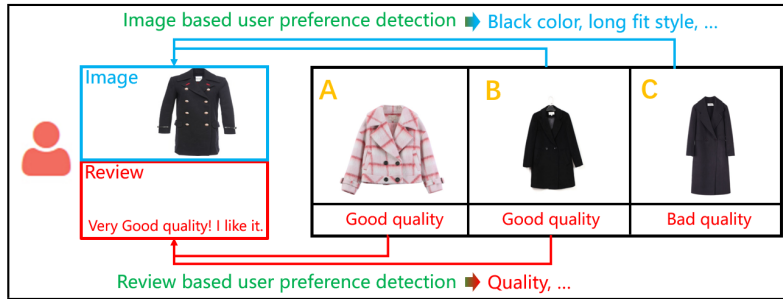 Image based user preference detection Black color, long fit style, ...
Image
A
B
C
Review
Very Good quality! I like it.
Good quality
Good quality
Bad quality
Review based user preference detection Quality, ...